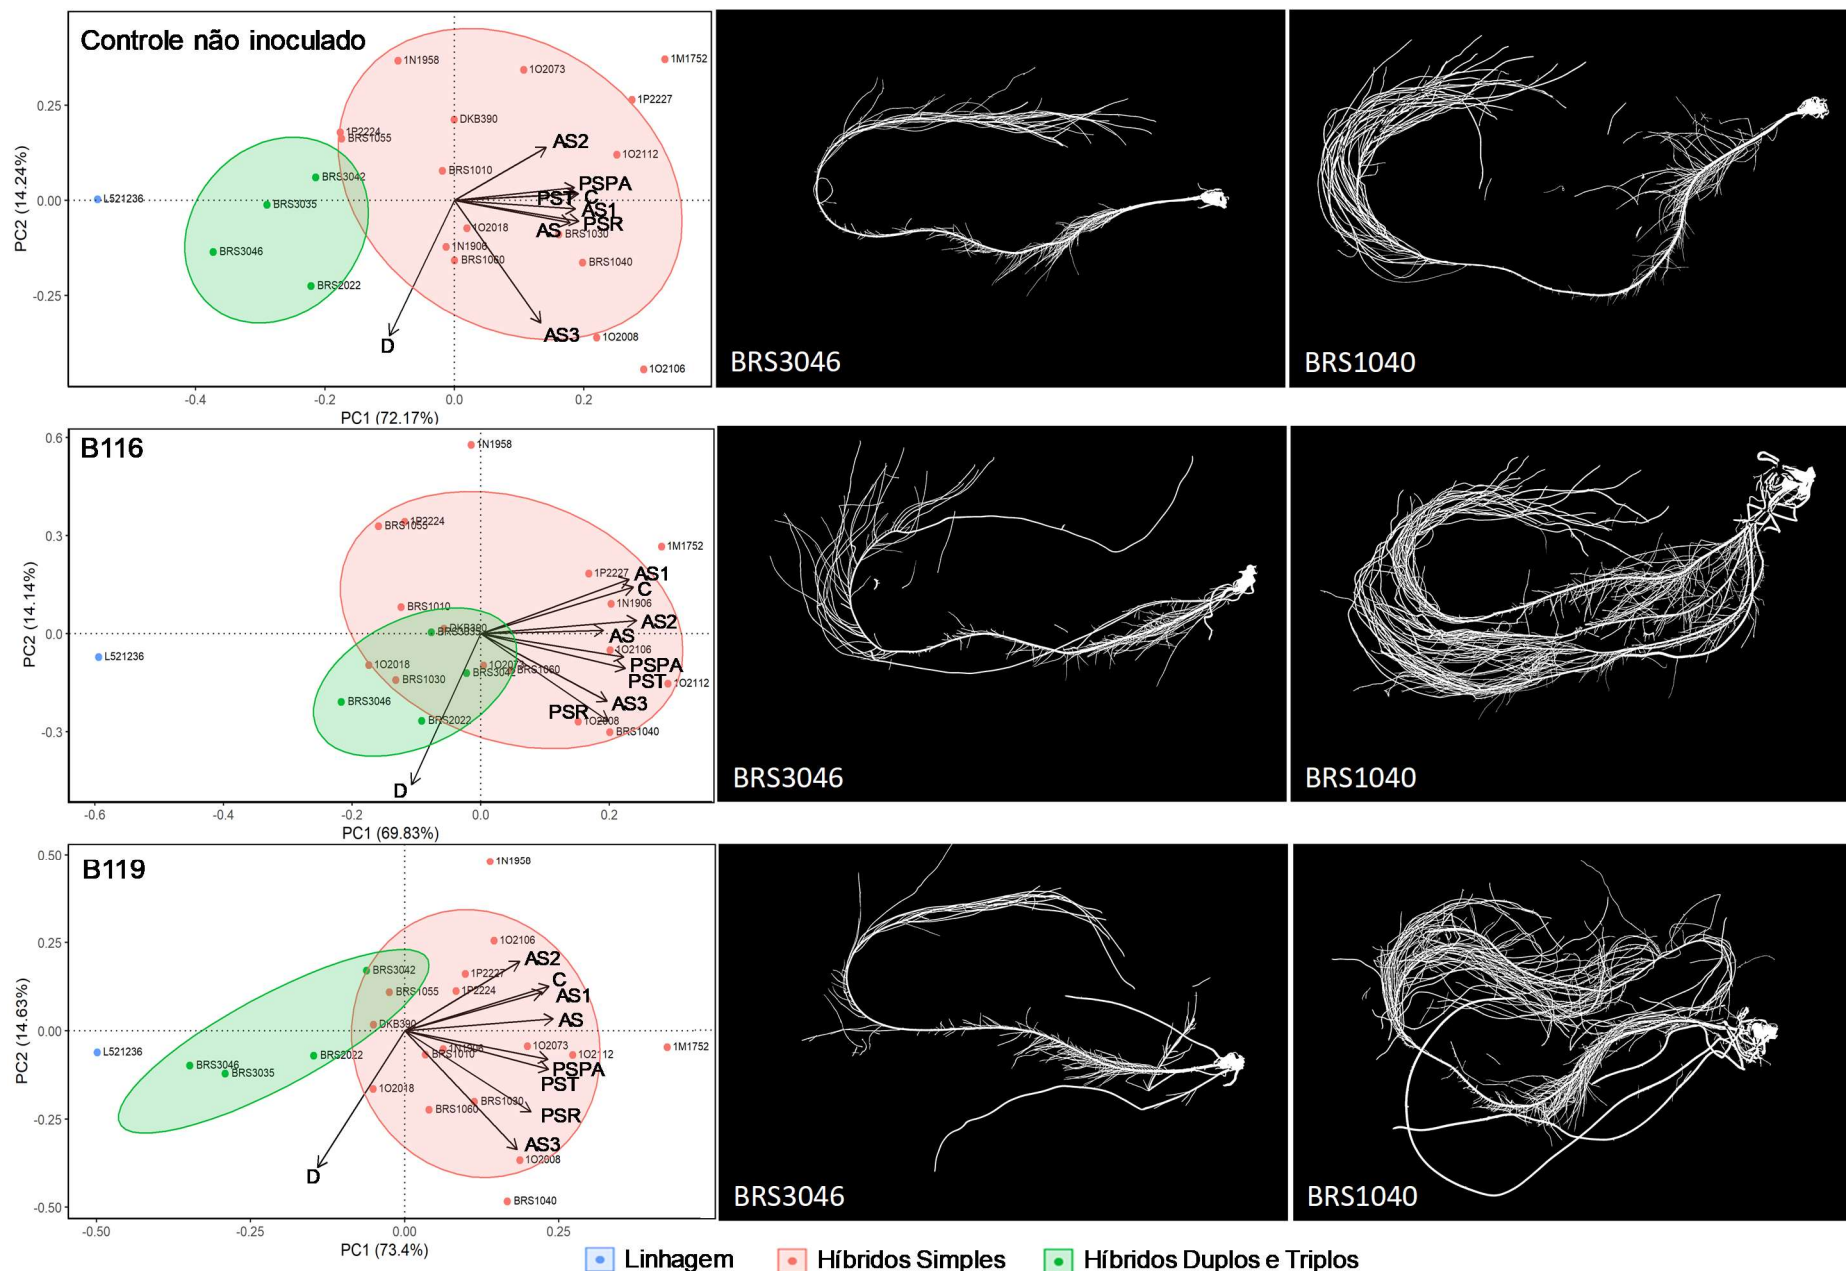 Controle não inoculado
PC2 (14.24%)
0.25
0.00
-0.25
1N1958
1O2073
1M1752
1P2227
DKB390
1P2224
BRS1055
1O2112
AS2
BRS1010
BRS3042
PSPA
L521236
BRS3035
PST
C
AS1
PSR
AS
BRS1030
1O2018
1N1906
BRS3046
BRS1060
BRS1040
BRS2022
AS3
1O2008
D
1O2106
-0.4
-0.2
0.0
0.2
PC1 (72.17%)
BRS3046
BRS1040
B116
PC2 (14.14%)
0.6
0.3
0.0
-0.3
1N1958
1P2224
BRS1055
1M1752
1P2227
AS1
C
1N1906
BRS1010
AS2
DKB390
BRS3035
AS
1O2106
1O2018
1O2073
PSPA
BRS3042
BRS1060
BRS1030
PST
1O2112
BRS3046
AS3
PSR
BRS2022
1O2008
BRS1040
L521236
D
-0.6
-0.4
-0.2
0.0
0.2
PC1 (69.83%)
BRS3046
BRS1040
B119
PC2 (14.63%)
0.50
0.25
0.00
-0.25
-0.50
1N1958
1O2106
AS2
BRS3042
1P2227
C
BRS1055
1P2224
AS1
DKB390
AS
L521236
1N1906
1O2073
1M1752
BRS2022
BRS1010
1O2112
BRS3046
BRS3035
PSPA
PST
1O2018
BRS1030
BRS1060
PSR
AS3
1O2008
D
BRS1040
-0.50
-0.25
0.00
0.25
PC1 (73.4%)
BRS3046
BRS1040
Linhagem
Híbridos Simples
Híbridos Duplos e Triplos